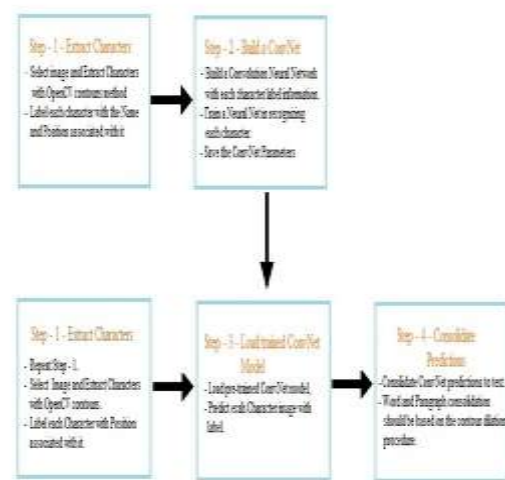 Step - 1 - Extract Characters
- Select image and Extract Characters
with OpenCV contours method
- Label each character with the Name
and Position associated with it
Step - 2 - Build a ConvNet
- Build a Convolution Neural Network
with each character label information.
- Train a Neural Net in recognizing
each character.
- Save the ConvNet Parameters
Step - 1 - Extract Characters
- Repeat Step - 1.
- Select Image and Extract Characters
with OpenCV contours.
- Label each Character with Position
associated with it.
Step - 3 - Load trained ConvNet
Model
- Load pre-trained ConvNet model.
- Predict each Character image with
label.
Step - 4 - Consolidate
Predictions
- Consolidate ConvNet predictions to text.
- Word and Paragraph consolidation
should be based on the contour dilation
procedure.